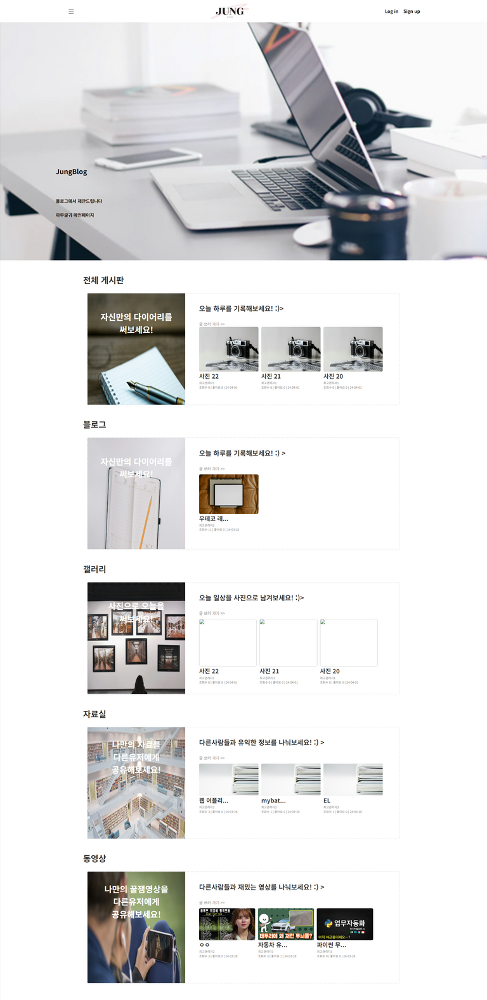 JUNG
Log in Sign up
JungBlog
블로그에서 제안드립니다
아무글귀 메인페이지
전체 게시판
자신만의 다이어리를
써보세요!
오늘 하루를 기록해보세요! :)>
글 쓰러 가기 >>
사진 22
최고관리자1
조회수 0 | 좋아요 0 | 24-04-01
사진 21
최고관리자1
조회수 0 | 좋아요 0 | 24-04-01
사진 20
최고관리자1
조회수 0 | 좋아요 0 | 24-04-01
블로그
자신만의 다이어리를
써보세요!
오늘 하루를 기록해보세요! :) >
글 쓰러 가기 >>
우테코 레...
최고관리자2
조회수 11 | 좋아요 0 | 24-03-28
갤러리
사진으로 오늘을
써보세요!
오늘 일상을 사진으로 남겨보세요! :)>
글 쓰러 가기 >>
사진 22
최고관리자1
조회수 0 | 좋아요 0 | 24-04-01
사진 21
최고관리자1
조회수 0 | 좋아요 0 | 24-04-01
사진 20
최고관리자1
조회수 0 | 좋아요 0 | 24-04-01
자료실
나만의 자료를
다른유저에게
공유해보세요!
다른사람들과 유익한 정보를 나눠보세요! :) >
글 쓰러 가기 >>
웹 어플리...
최고관리자3
조회수 3 | 좋아요 0 | 24-03-28
mybat...
최고관리자3
조회수 1 | 좋아요 0 | 24-03-28
EL
최고관리자3
조회수 1 | 좋아요 0 | 24-03-28
동영상
나만의 꿀잼영상을
다른유저에게
공유해보세요!
다른사람들과 재밌는 영상를 나눠보세요! :) >
글 쓰러 가기 >>
유튜브 최고에 명곡모음
BEST TOP 100
테두리에 왜 저런 무늬를?
업무자동화
아직 야근중이세요~?
ㅇㅇ
최고관리자2
조회수 3 | 좋아요 0 | 24-03-28
자동차 유...
최고관리자3
조회수 3 | 좋아요 1 | 24-03-28
파이썬 무...
최고관리자3
조회수 0 | 좋아요 0 | 24-03-28